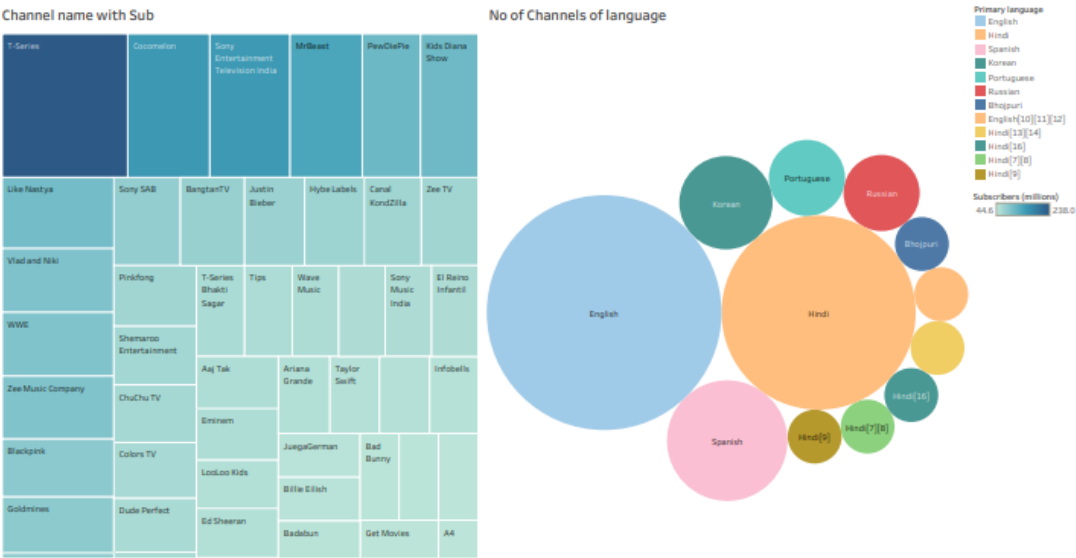 Channel name with Sub
T-Series
Cocomelon
Sony
Entertainment
Television India
MrBeast
PewDiePie
Kids Diana
Show
Like Nastya
Sony SAB
BangtanTV
Justin
Bieber
Hybe Labels
Canal
KondZilla
Zee TV
Vlad and Niki
Pinkfong
T-Series
Bhakti
Sagar
Tips
Wave
Music
Sony
Music
India
El Reino
Infantil
WWE
Shemaroo
Entertainment
Aaj Tak
Ariana
Grande
Taylor
Swift
Infobells
Zee Music Company
ChuChu TV
Eminem
Blackpink
Colors TV
JuegaGerman
Bad
Bunny
LooLoo Kids
Billie Eilish
Goldmines
Dude Perfect
Ed Sheeran
Badabun
Get Movies
A4
No of Channels of language
English
Hindi
Spanish
Korean
Portuguese
Russian
Bhojpuri
Hindi[16]
Hindi[7][8]
Hindi[9]
Primary language
English
Hindi
Spanish
Korean
Portuguese
Russian
Bhojpuri
English[10][11][12]
Hindi[13][14]
Hindi[16]
Hindi[7][8]
Hindi[9]
Subscribers (millions)
44.6
238.0